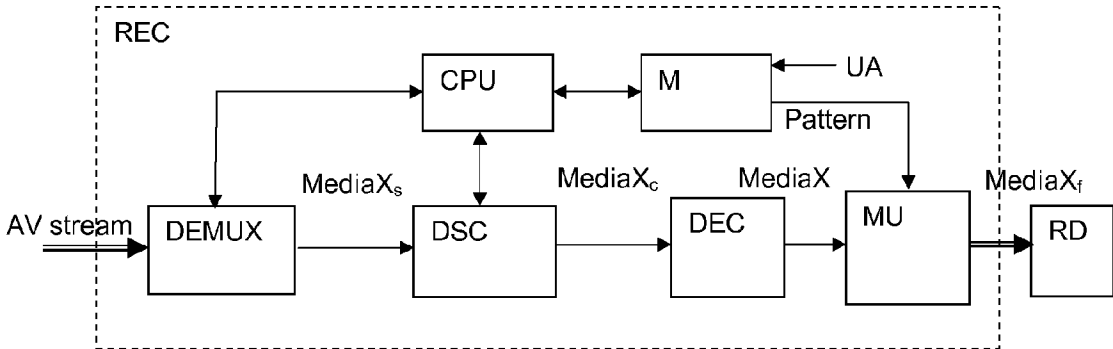 REC
CPU
M
UA
Pattern
MediaXs
MediaXc
MediaX
MediaXf
AV stream
DEMUX
DSC
DEC
MU
RD